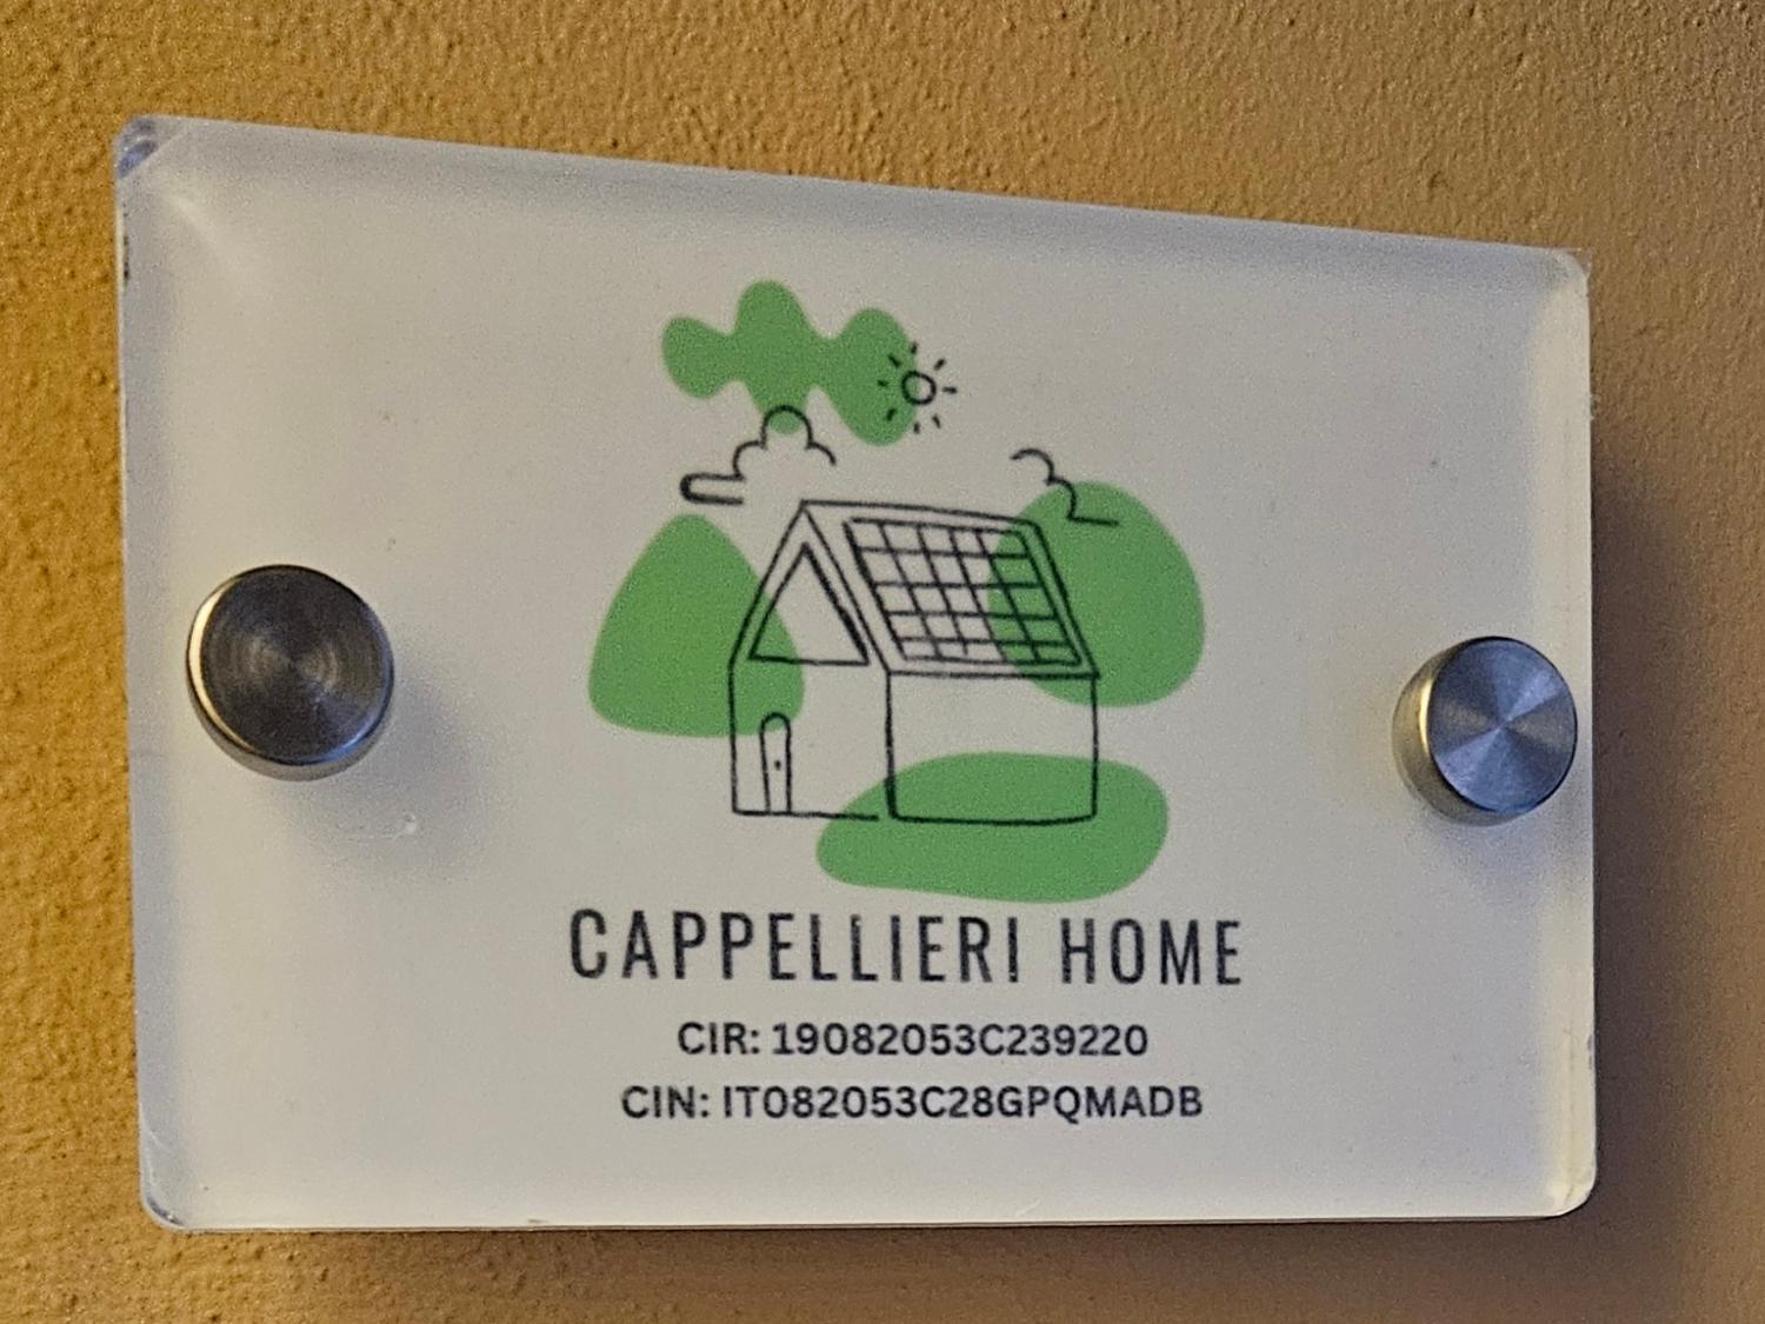 CAPPELLIERI HOME
CIR: 19082053C239220
CIN: IT082053C28GPQMADB